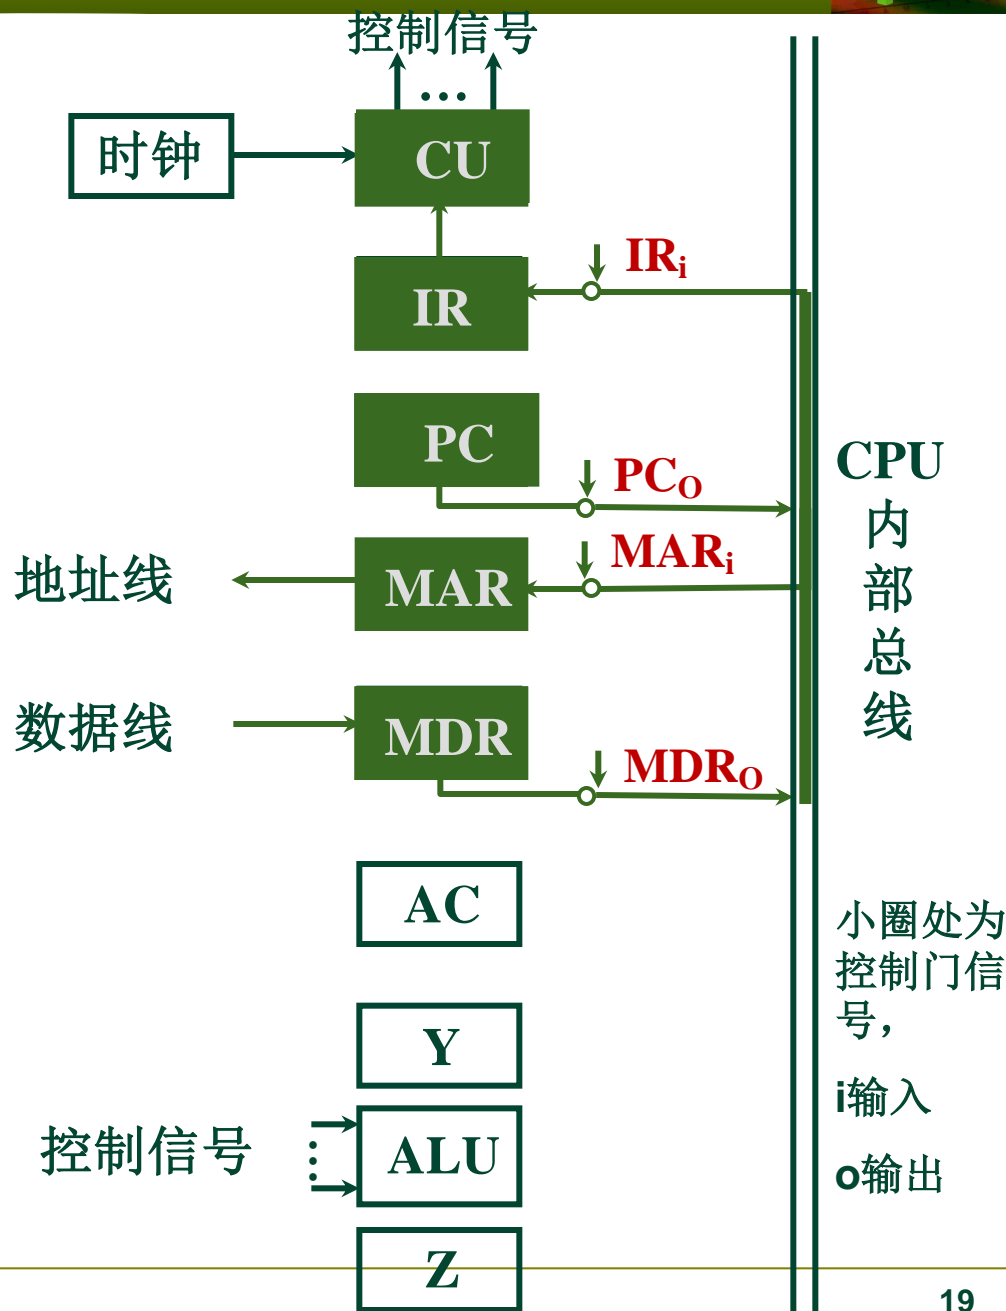 控制信号
…
时钟
CU
IRi
IR
PC
PCO
MARi
地址线
MAR
数据线
MDR
MDRO
CPU
内
部
总
线
AC
小圈处为
控制门信
号，
Y
i输入
控制信号
ALU
o输出
Z
19